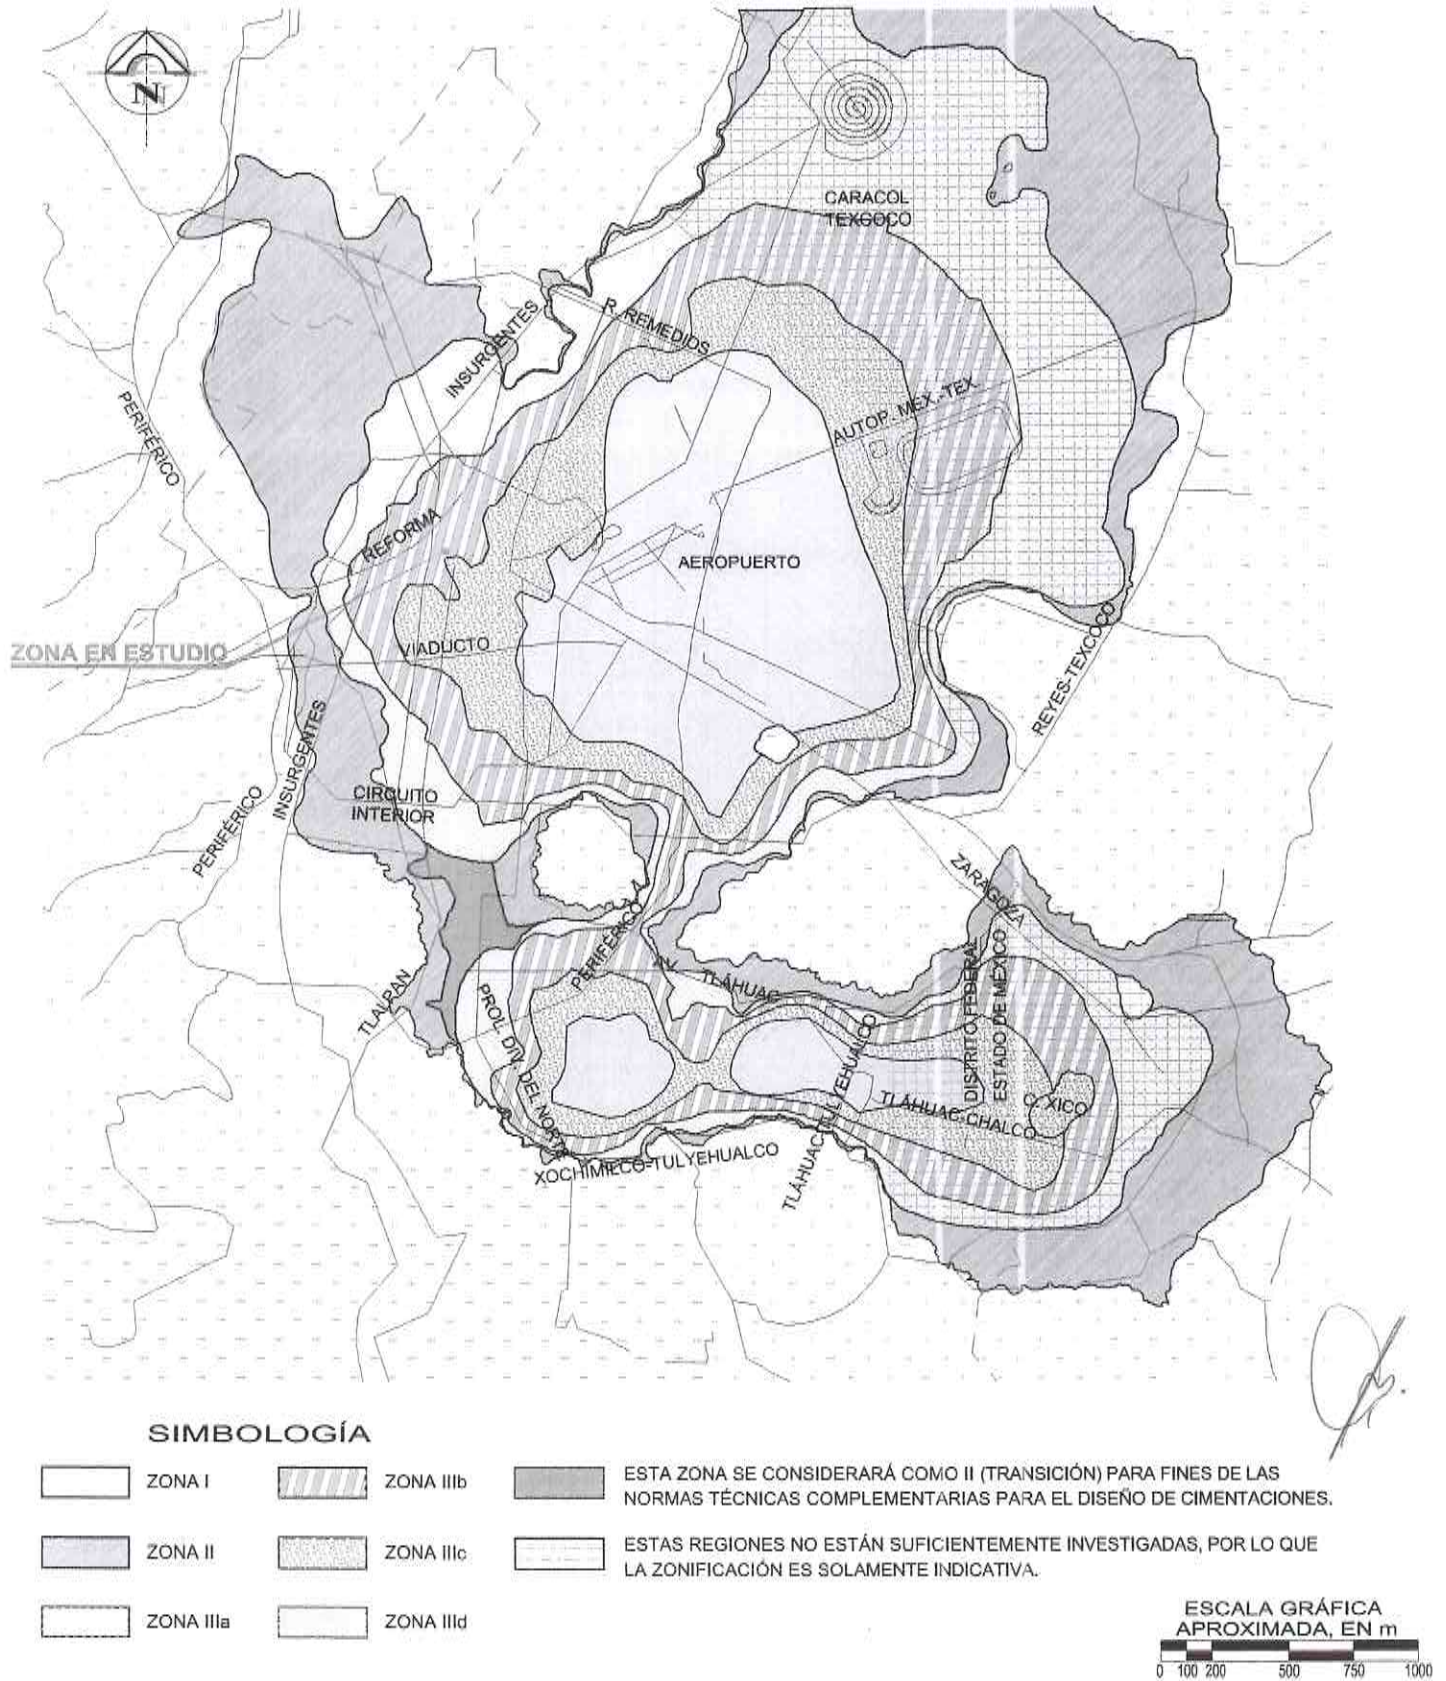 N
CARACOL
TEXCOCO
R. REMEDIOS
INSURGENTES
AUTOP. MEX.-TEX.
PERIFÉRICO
REFORMA
AEROPUERTO
VIADUCTO
ZONA EN ESTUDIO
REYES-TEXCOCO
INSURGENTES
CIRCUITO
INTERIOR
PERIFÉRICO
ZARAGOZA
PERIFÉRICO
AV. TLÁHUAC
TLALPAN
PROL. DIV. DEL NORTE
DISTRITO FEDERAL
ESTADO DE MÉXICO
TLÁHUAC-TULYEHUALCO
TLÁHUAC-CHALCO
C. XICO
XOCHIMILCO-TULYEHUALCO
SIMBOLOGÍA
ZONA I
ZONA IIIb
ESTA ZONA SE CONSIDERARÁ COMO II (TRANSICIÓN) PARA FINES DE LAS
NORMAS TÉCNICAS COMPLEMENTARIAS PARA EL DISEÑO DE CIMENTACIONES.
ZONA II
ZONA IIIc
ESTAS REGIONES NO ESTÁN SUFICIENTEMENTE INVESTIGADAS, POR LO QUE
LA ZONIFICACIÓN ES SOLAMENTE INDICATIVA.
ZONA IIIa
ZONA IIId
ESCALA GRÁFICA
APROXIMADA, EN m
0 100 200 500 750 1000